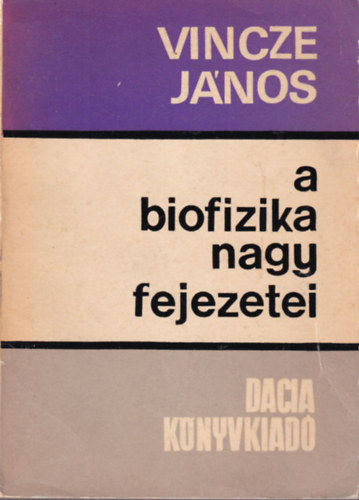 VINCZE
JÁNOS
a
biofizika
nagy
fejezetei
DACIA
KÖNYVKIADÓ